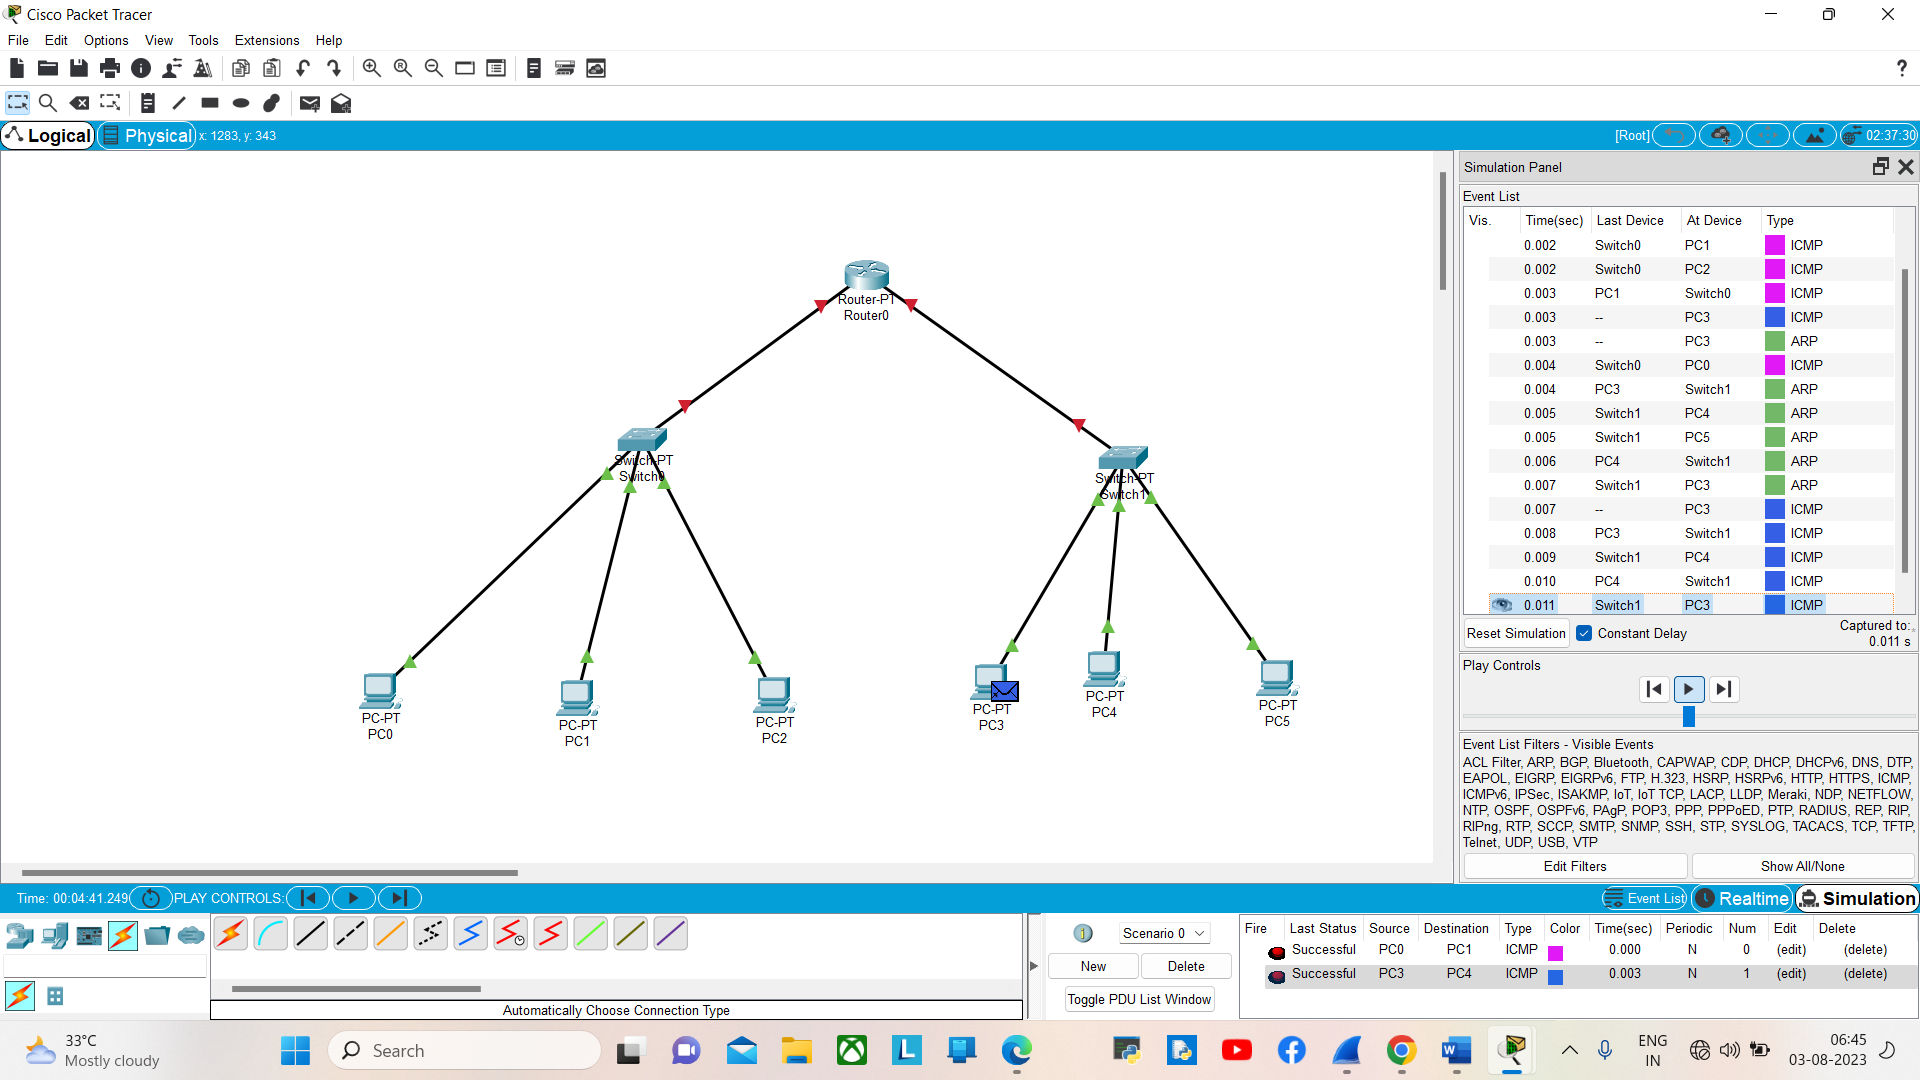 Cisco Packet Tracer
File Edit Options View Tools Extensions Help
Logical Physical x: 1283, y: 343 [Root] 02:37:30
Router-PT
Router0
Switch-PT
Switch0
Switch-PT
Switch1
PC-PT
PC0
PC-PT
PC1
PC-PT
PC2
PC-PT
PC3
PC-PT
PC4
PC-PT
PC5
Simulation Panel
Event List
Vis. Time(sec) Last Device At Device Type
0.002 Switch0 PC1 ICMP
0.002 Switch0 PC2 ICMP
0.003 PC1 Switch0 ICMP
0.003 -- PC3 ICMP
0.003 -- PC3 ARP
0.004 Switch0 PC0 ICMP
0.004 PC3 Switch1 ARP
0.005 Switch1 PC4 ARP
0.005 Switch1 PC5 ARP
0.006 PC4 Switch1 ARP
0.007 Switch1 PC3 ARP
0.007 -- PC3 ICMP
0.008 PC3 Switch1 ICMP
0.009 Switch1 PC4 ICMP
0.010 PC4 Switch1 ICMP
0.011 Switch1 PC3 ICMP
Reset Simulation Constant Delay Captured to:
0.011 s
Play Controls
Event List Filters - Visible Events
ACL Filter, ARP, BGP, Bluetooth, CAPWAP, CDP, DHCP, DHCPv6, DNS, DTP,
EAPOL, EIGRP, EIGRPv6, FTP, H.323, HSRP, HSRPv6, HTTP, HTTPS, ICMP,
ICMPv6, IPSec, ISAKMP, IoT, IoT TCP, LACP, LLDP, Meraki, NDP, NETFLOW,
NTP, OSPF, OSPFv6, PAgP, POP3, PPP, PPPoED, PTP, RADIUS, REP, RIP,
RIPng, RTP, SCCP, SMTP, SNMP, SSH, STP, SYSLOG, TACACS, TCP, TFTP,
Telnet, UDP, USB, VTP
Edit Filters Show All/None
Time: 00:04:41.249 PLAY CONTROLS: Event List Realtime Simulation
Automatically Choose Connection Type
Scenario 0
New Delete
Toggle PDU List Window
Fire Last Status Source Destination Type Color Time(sec) Periodic Num Edit Delete
Successful PC0 PC1 ICMP 0.000 N 0 (edit) (delete)
Successful PC3 PC4 ICMP 0.003 N 1 (edit) (delete)
33°C
Mostly cloudy
Search
ENG
IN
06:45
03-08-2023